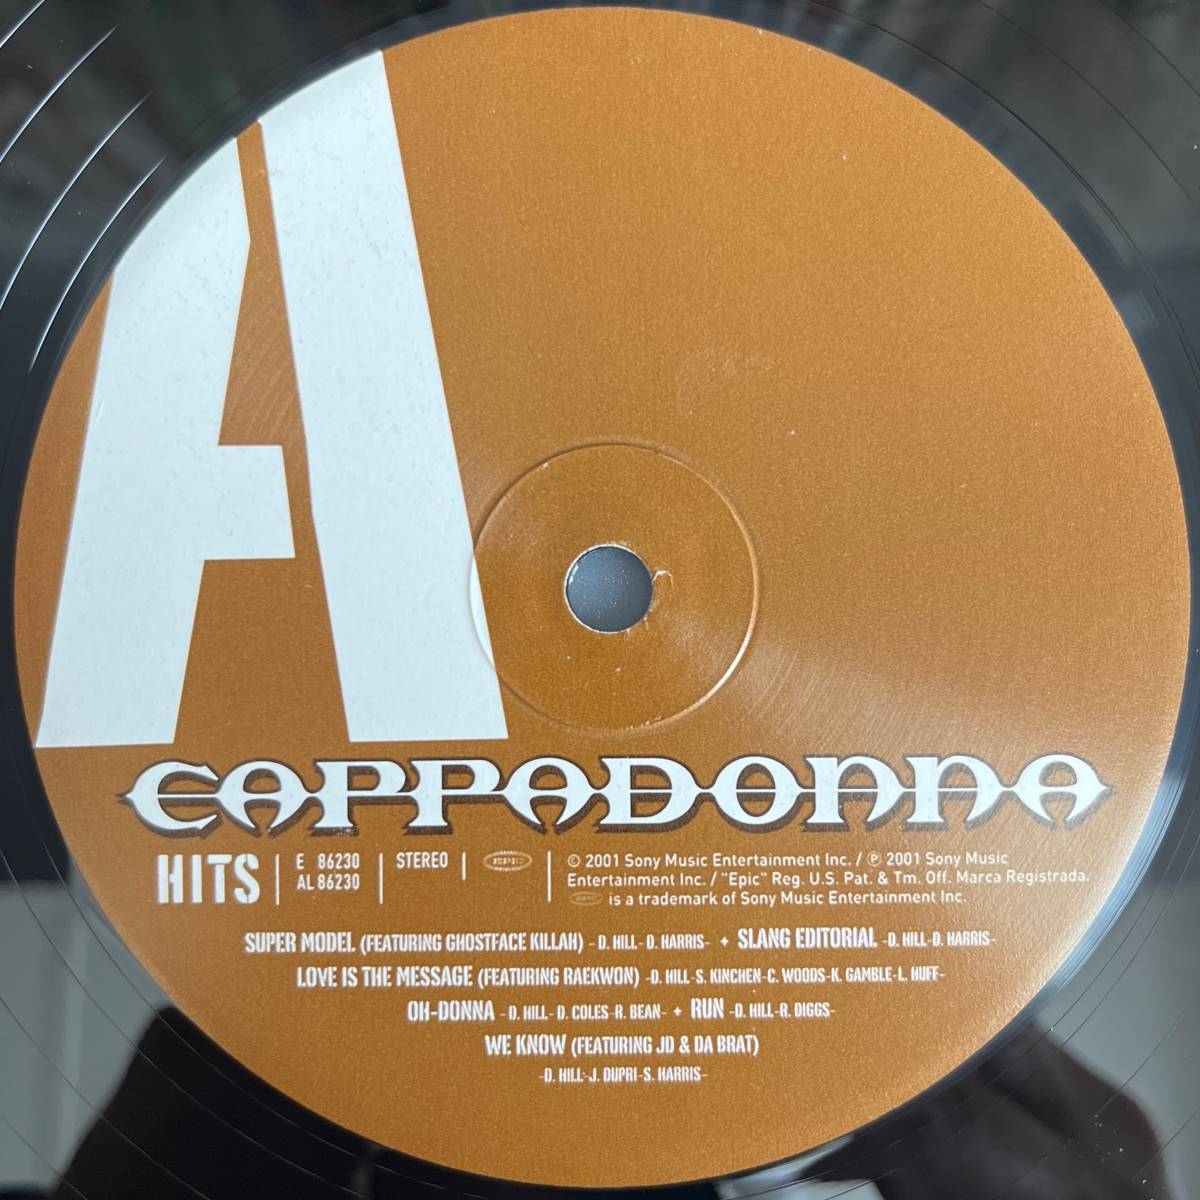 A
CAPPADONNA
HITS
E 86230
AL 86230
STEREO
EPIC
© 2001 Sony Music Entertainment Inc. / ℗ 2001 Sony Music
Entertainment Inc. / "Epic" Reg. U.S. Pat. & Tm. Off. Marca Registrada.
EPIC is a trademark of Sony Music Entertainment Inc.
SUPER MODEL (FEATURING GHOSTFACE KILLAH) -D. HILL-D. HARRIS- + SLANG EDITORIAL -D. HILL-D. HARRIS-
LOVE IS THE MESSAGE (FEATURING RAEKWON) -D. HILL-S. KINCHEN-C. WOODS-K. GAMBLE-L. HUFF-
OH-DONNA -D. HILL-D. COLES-R. BEAN- + RUN -D. HILL-R. DIGGS-
WE KNOW (FEATURING JD & DA BRAT)
-D. HILL-J. DUPRI-S. HARRIS-